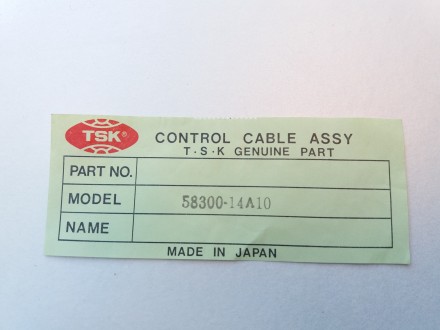 TSK®
CONTROL CABLE ASSY
T·S·K GENUINE PART
PART NO.
MODEL 58300-14A10
NAME
MADE IN JAPAN